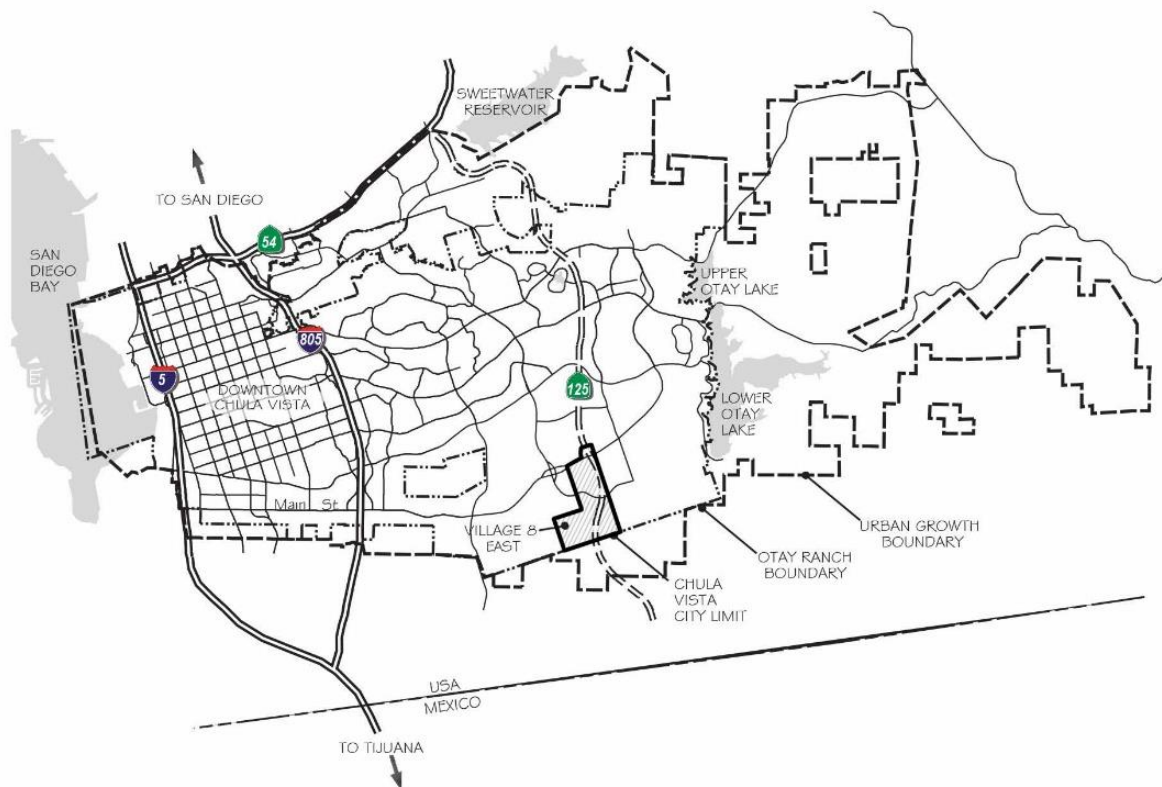 SWEETWATER
RESERVOIR
TO SAN DIEGO
54
SAN
DIEGO
BAY
UPPER
OTAY LAKE
805
5
DOWNTOWN
CHULA VISTA
125
LOWER
OTAY
LAKE
Main St
VILLAGE 8
EAST
URBAN GROWTH
BOUNDARY
OTAY RANCH
BOUNDARY
CHULA
VISTA
CITY LIMIT
USA
MEXICO
TO TIJUANA